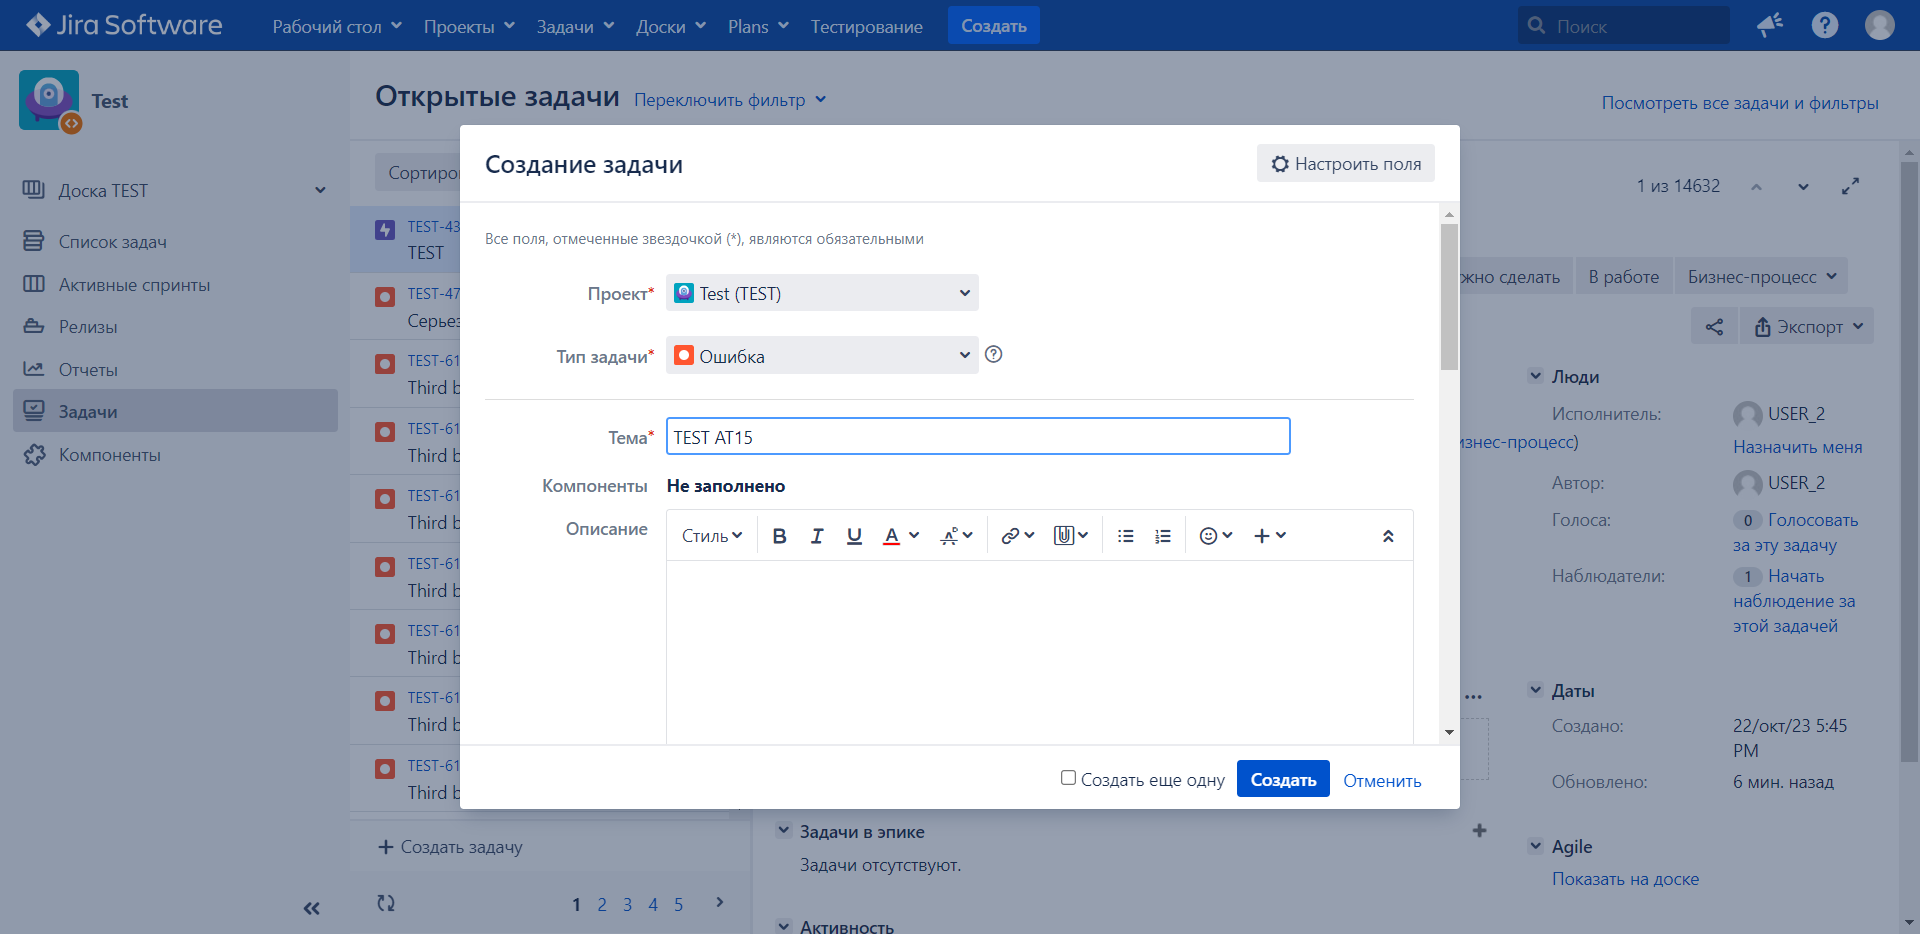 Jira Software
Рабочий стол
Проекты
Задачи
Доски
Plans
Тестирование
Создать
Поиск
Test
Открытые задачи
Переключить фильтр
Посмотреть все задачи и фильтры
Доска TEST
Список задач
Активные спринты
Релизы
Отчеты
Задачи
Компоненты
Сортиро
TEST-43
TEST
TEST-47
Серьез
TEST-61
Third b
TEST-61
Third b
TEST-61
Third b
TEST-61
Third b
TEST-61
Third b
TEST-61
Third b
TEST-61
Third b
Создать задачу
1 2 3 4 5
Создание задачи
Настроить поля
Все поля, отмеченные звездочкой (*), являются обязательными
Проект*
Test (TEST)
Тип задачи*
Ошибка
Тема*
TEST AT15
Компоненты
Не заполнено
Описание
Стиль
Создать еще одну
Создать
Отменить
1 из 14632
жно сделать
В работе
Бизнес-процесс
Экспорт
изнес-процесс)
Люди
Исполнитель:
USER_2
Назначить меня
Автор:
USER_2
Голоса:
0 Голосовать
за эту задачу
Наблюдатели:
1 Начать
наблюдение за
этой задачей
Даты
Создано:
22/окт/23 5:45
PM
Обновлено:
6 мин. назад
Agile
Показать на доске
Задачи в эпике
Задачи отсутствуют.
Активность